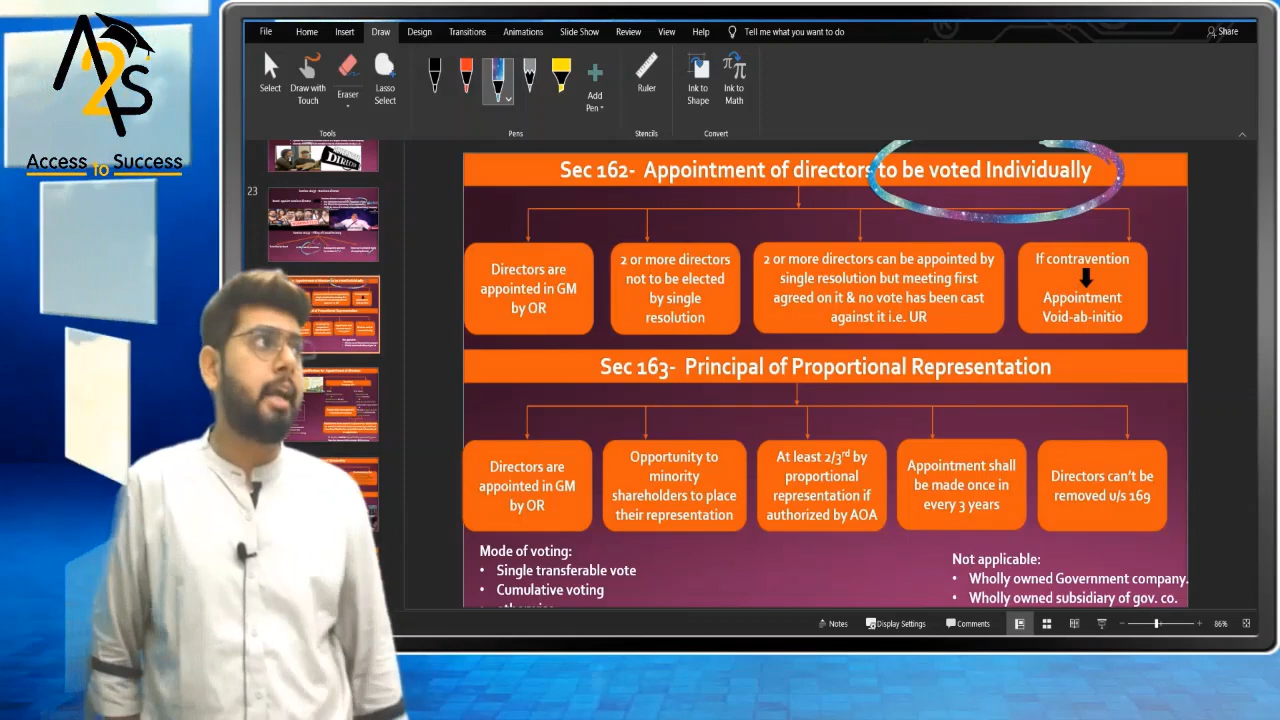 A2S
Access to Success
File Home Insert Draw Design Transitions Animations Slide Show Review View Help Tell me what you want to do Share
Select
Draw with
Touch
Eraser
Lasso
Select
Add
Pen
Ruler
Ink to
Shape
Ink to
Math
Tools Pens Stencils Convert
23
Sec 162- Appointment of directors to be voted Individually
Directors are
appointed in GM
by OR
2 or more directors
not to be elected
by single
resolution
2 or more directors can be appointed by
single resolution but meeting first
agreed on it & no vote has been cast
against it i.e. UR
If contravention
Appointment
Void-ab-initio
Sec 163- Principal of Proportional Representation
Directors are
appointed in GM
by OR
Opportunity to
minority
shareholders to place
their representation
At least 2/3rd by
proportional
representation if
authorized by AOA
Appointment shall
be made once in
every 3 years
Directors can't be
removed u/s 169
Mode of voting:
• Single transferable vote
• Cumulative voting
Not applicable:
• Wholly owned Government company.
• Wholly owned subsidiary of gov. co.
Notes Display Settings Comments 86%